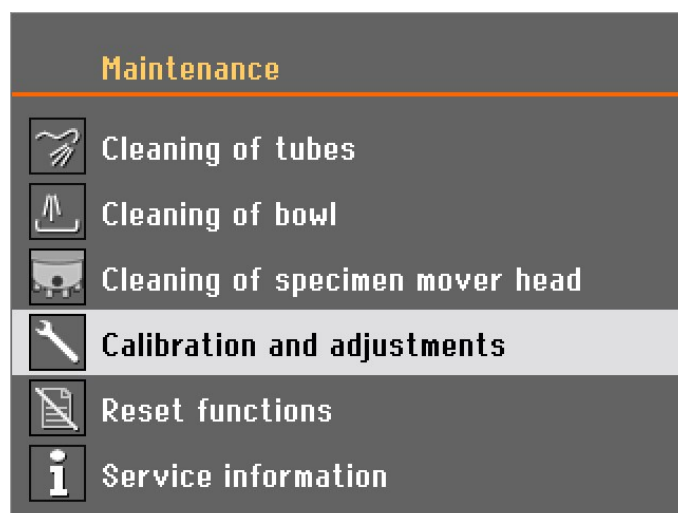 Maintenance
Cleaning of tubes
Cleaning of bowl
Cleaning of specimen mover head
Calibration and adjustments
Reset functions
Service information